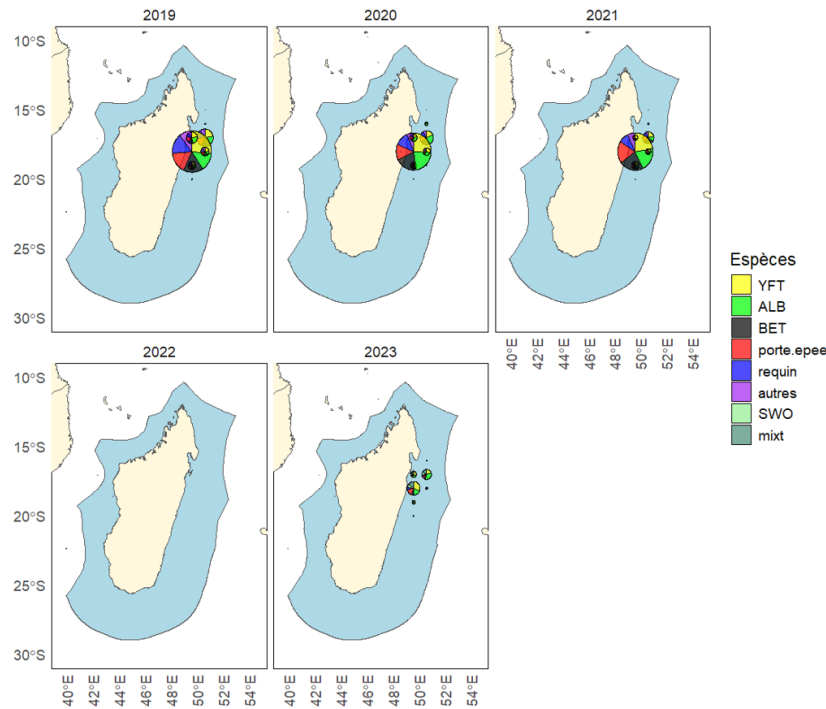 2019
2020
2021
10°S
15°S
20°S
25°S
30°S
40°E
42°E
44°E
46°E
48°E
50°E
52°E
54°E
2022
2023
10°S
15°S
20°S
25°S
30°S
40°E
42°E
44°E
46°E
48°E
50°E
52°E
54°E
40°E
42°E
44°E
46°E
48°E
50°E
52°E
54°E
Espèces
YFT
ALB
BET
porte.epee
requin
autres
SWO
mixt